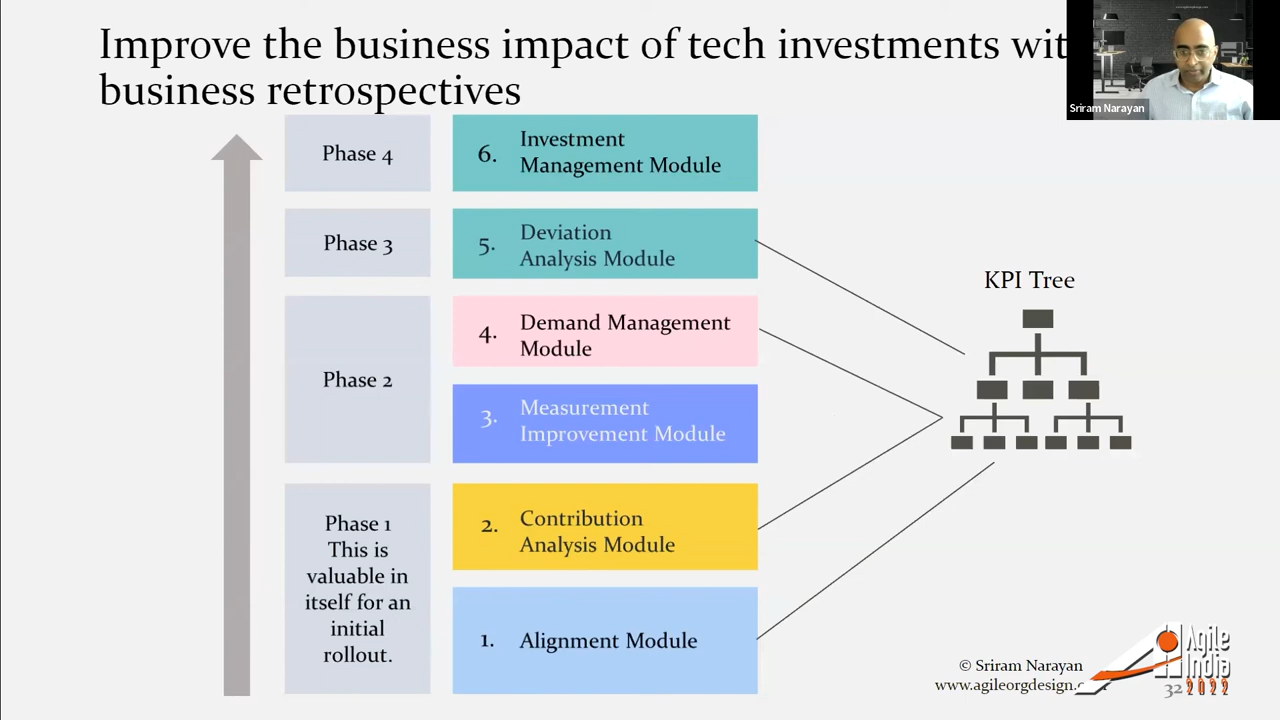 Improve the business impact of tech investments wit
business retrospectives
Sriram Narayan
Phase 4
6. Investment
Management Module
Phase 3
5. Deviation
Analysis Module
KPI Tree
Phase 2
4. Demand Management
Module
3. Measurement
Improvement Module
Phase 1
This is
valuable in
itself for an
initial
rollout.
2. Contribution
Analysis Module
1. Alignment Module
© Sriram Narayan
www.agileorgdesign.c
32
Agile
India
2022